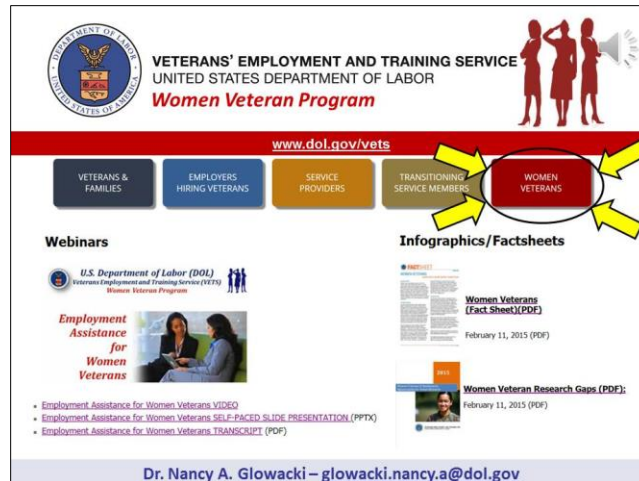 DEPARTMENT OF LABOR
UNITED STATES OF AMERICA
VETERANS' EMPLOYMENT AND TRAINING SERVICE
UNITED STATES DEPARTMENT OF LABOR
Women Veteran Program
www.dol.gov/vets
VETERANS &
FAMILIES
EMPLOYERS
HIRING VETERANS
SERVICE
PROVIDERS
TRANSITIONING
SERVICE MEMBERS
WOMEN
VETERANS
Webinars
U.S. Department of Labor (DOL)
Veterans Employment and Training Service (VETS)
Women Veteran Program
Employment
Assistance
for
Women
Veterans
Employment Assistance for Women Veterans VIDEO
Employment Assistance for Women Veterans SELF-PACED SLIDE PRESENTATION (PPTX)
Employment Assistance for Women Veterans TRANSCRIPT (PDF)
Infographics/Factsheets
FACTSHEET
Women Veterans
(Fact Sheet)(PDF)
February 11, 2015 (PDF)
2015
Women Veteran Research Gaps (PDF):
February 11, 2015 (PDF)
Dr. Nancy A. Glowacki – glowacki.nancy.a@dol.gov